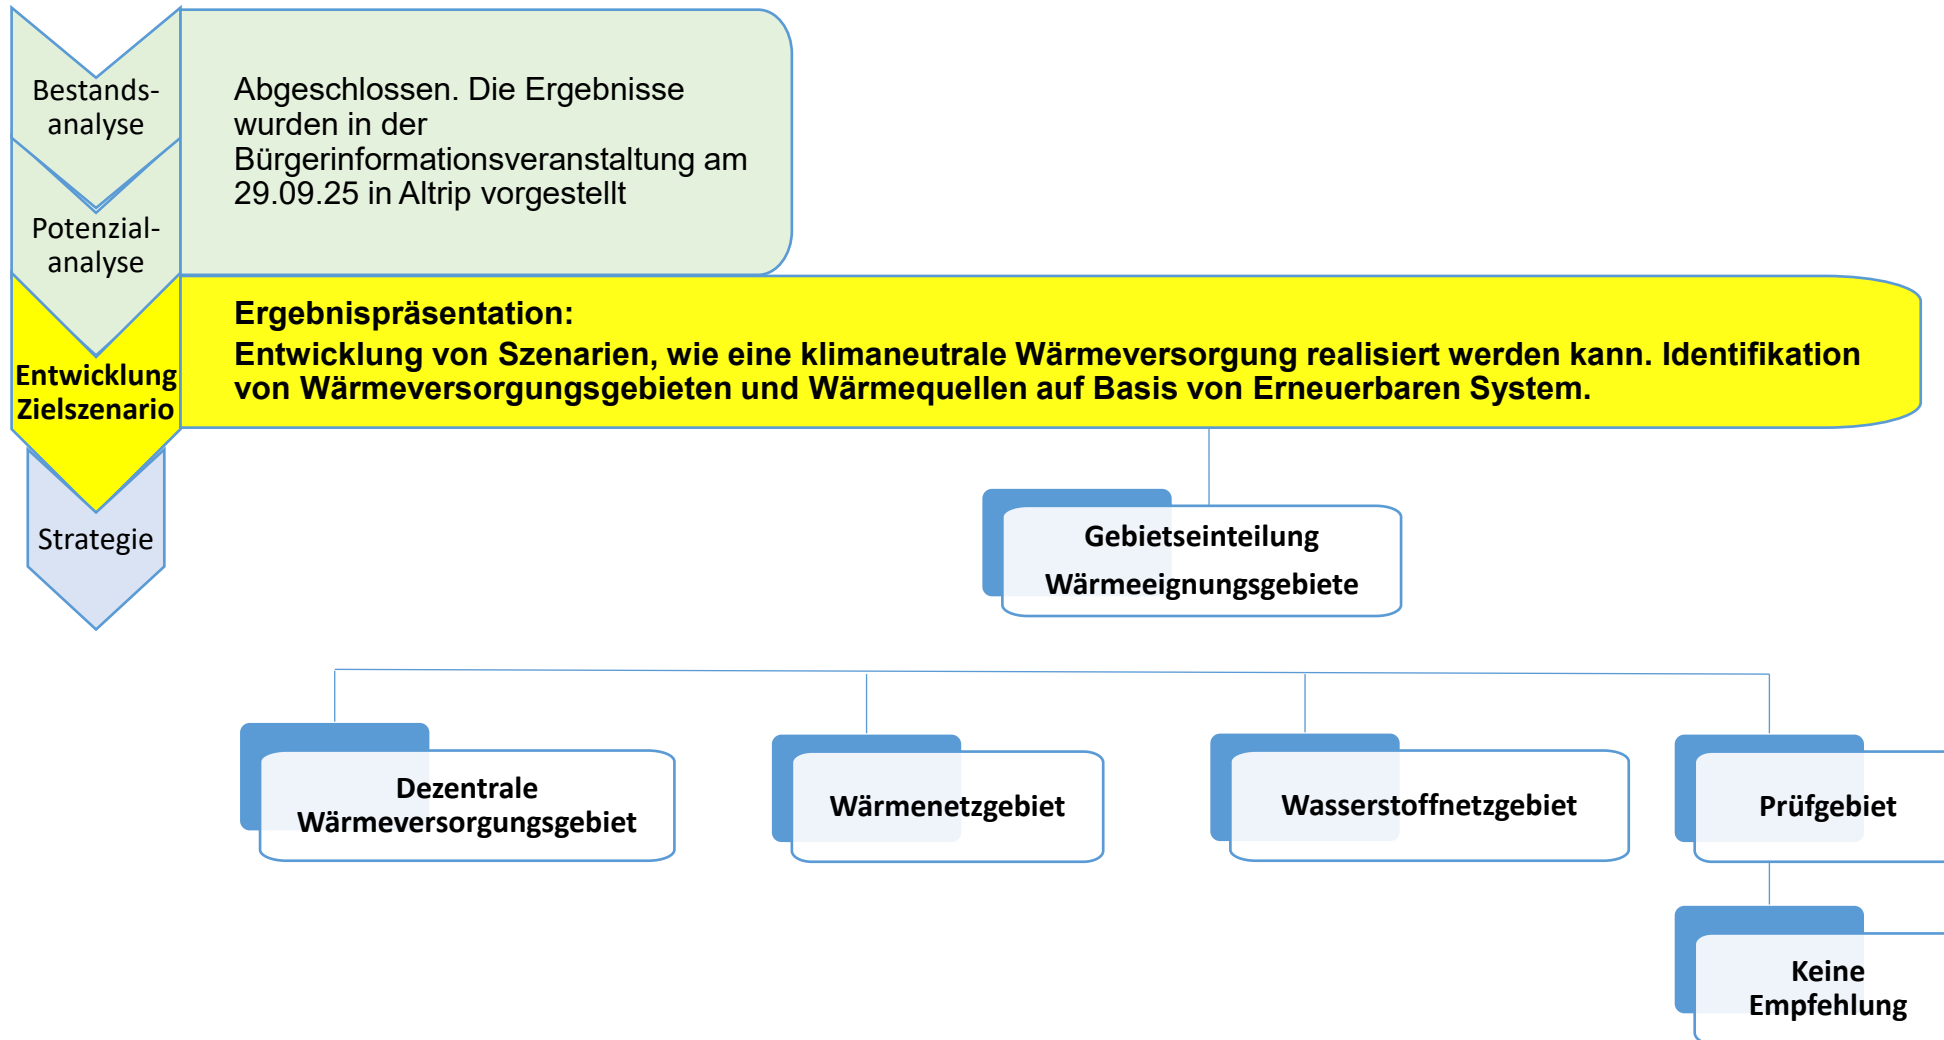 Bestands-
analyse
Abgeschlossen. Die Ergebnisse
wurden in der
Bürgerinformationsveranstaltung am
29.09.25 in Altrip vorgestellt
Potenzial-
analyse
Entwicklung
Zielszenario
Ergebnispräsentation:
Entwicklung von Szenarien, wie eine klimaneutrale Wärmeversorgung realisiert werden kann. Identifikation
von Wärmeversorgungsgebieten und Wärmequellen auf Basis von Erneuerbaren System.
Strategie
Gebietseinteilung
Wärmeeignungsgebiete
Dezentrale
Wärmeversorgungsgebiet
Wärmenetzgebiet
Wasserstoffnetzgebiet
Prüfgebiet
Keine
Empfehlung